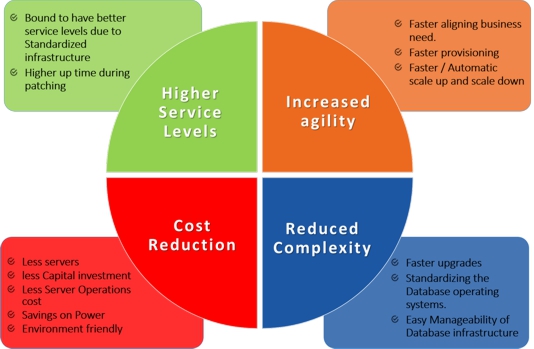 Bound to have better
service levels due to
Standardized
infrastructure
Higher up time during
patching
Faster aligning business
need.
Faster provisioning
Faster / Automatic
scale up and scale down
Higher
Service
Levels
Increased
agility
Cost
Reduction
Reduced
Complexity
Less servers
less Capital investment
Less Server Operations
cost
Savings on Power
Environment friendly
Faster upgrades
Standardizing the
Database operating
systems.
Easy Manageability of
Database infrastructure